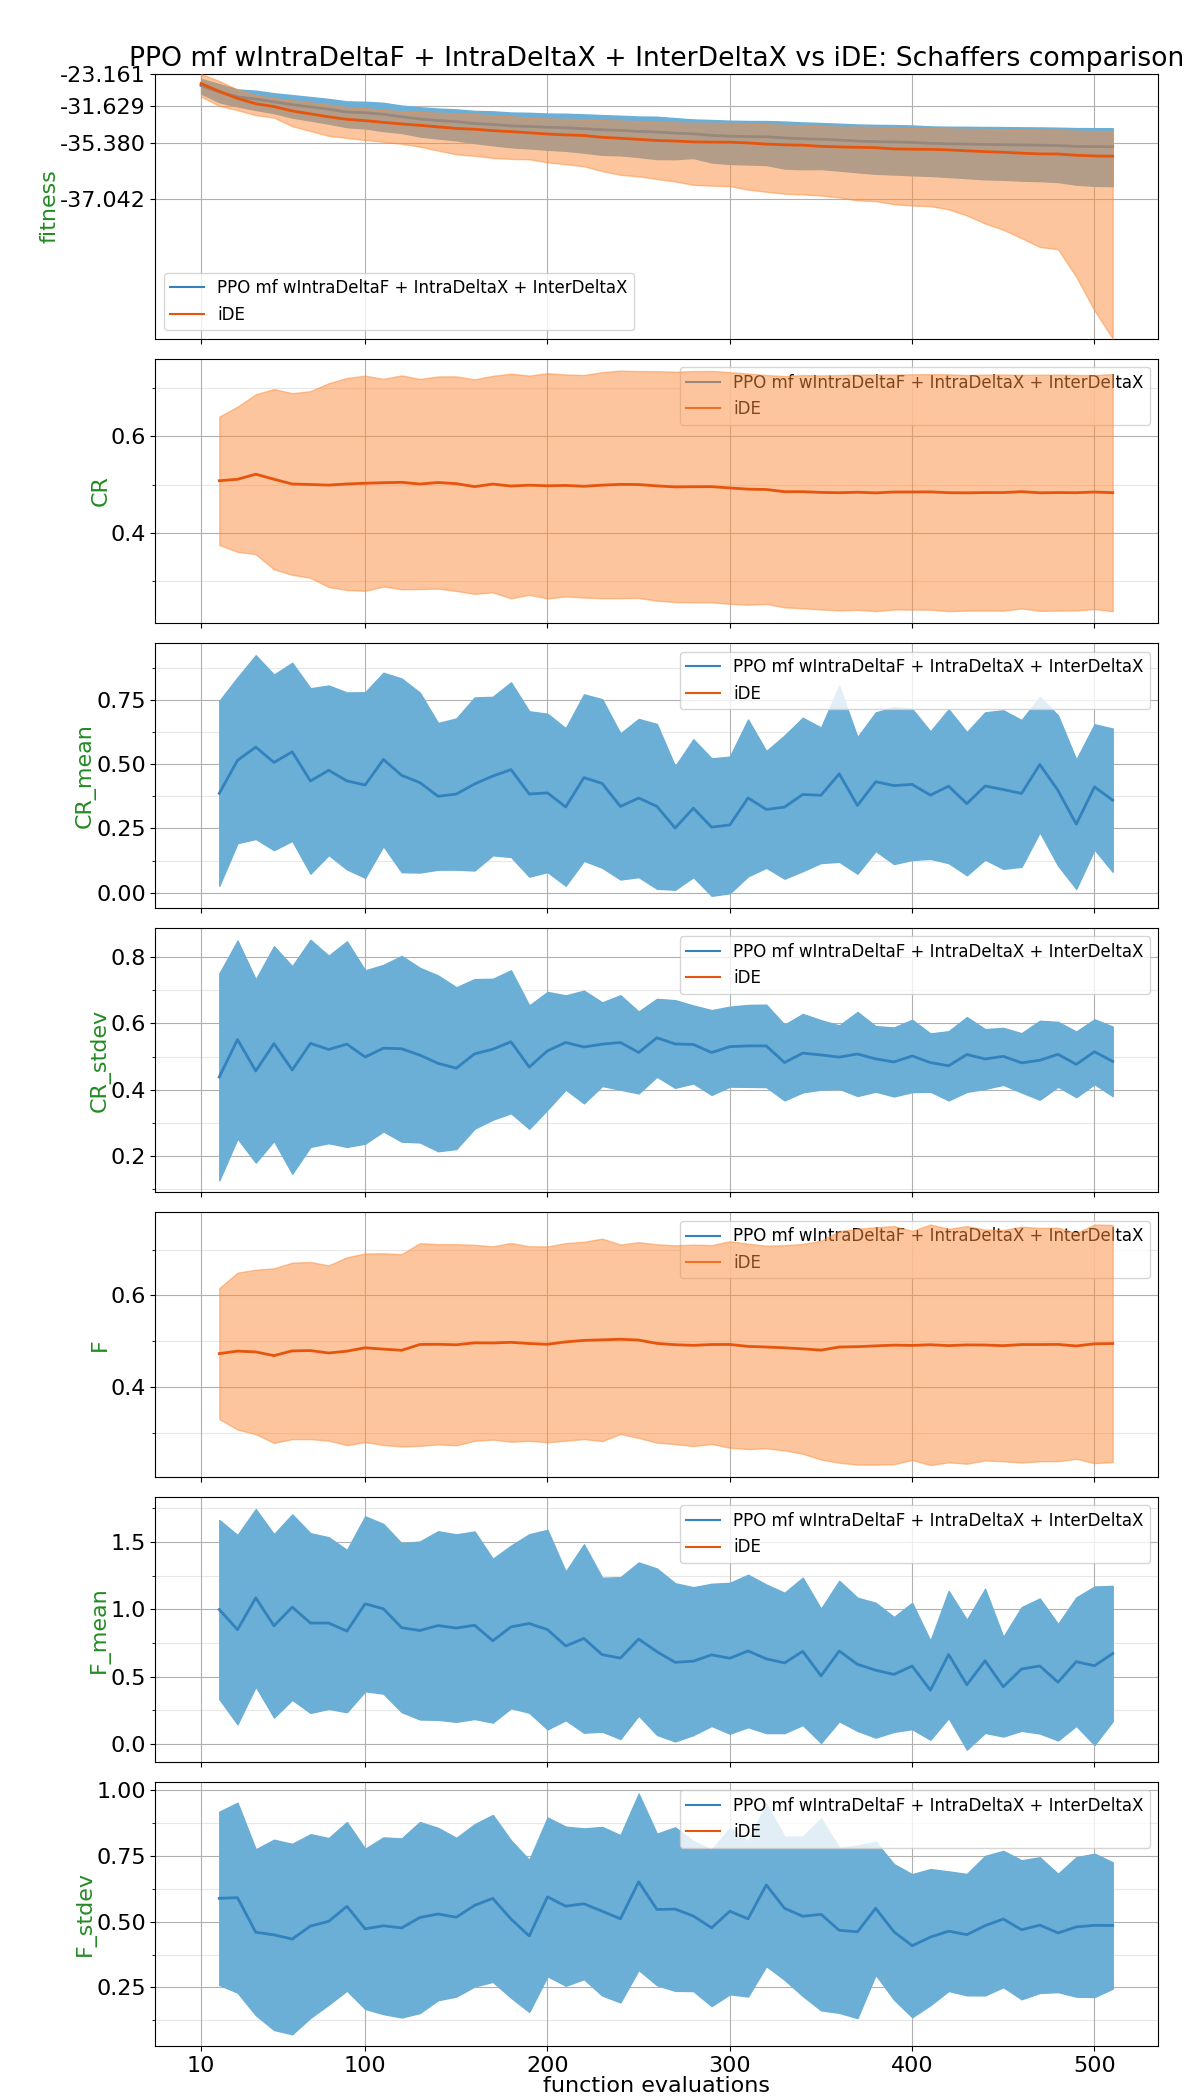 PPO mf wIntraDeltaF + IntraDeltaX + InterDeltaX vs iDE: Schaffers comparison
-23.161
-31.629
-35.380
-37.042
fitness
PPO mf wIntraDeltaF + IntraDeltaX + InterDeltaX
iDE
PPO mf wIntraDeltaF + IntraDeltaX + InterDeltaX
iDE
0.6
0.4
CR
PPO mf wIntraDeltaF + IntraDeltaX + InterDeltaX
iDE
0.75
0.50
0.25
0.00
CR_mean
PPO mf wIntraDeltaF + IntraDeltaX + InterDeltaX
iDE
0.8
0.6
0.4
0.2
CR_stdev
PPO mf wIntraDeltaF + IntraDeltaX + InterDeltaX
iDE
0.6
0.4
F
PPO mf wIntraDeltaF + IntraDeltaX + InterDeltaX
iDE
1.5
1.0
0.5
0.0
F_mean
PPO mf wIntraDeltaF + IntraDeltaX + InterDeltaX
iDE
1.00
0.75
0.50
0.25
F_stdev
10 100 200 300 400 500
function evaluations